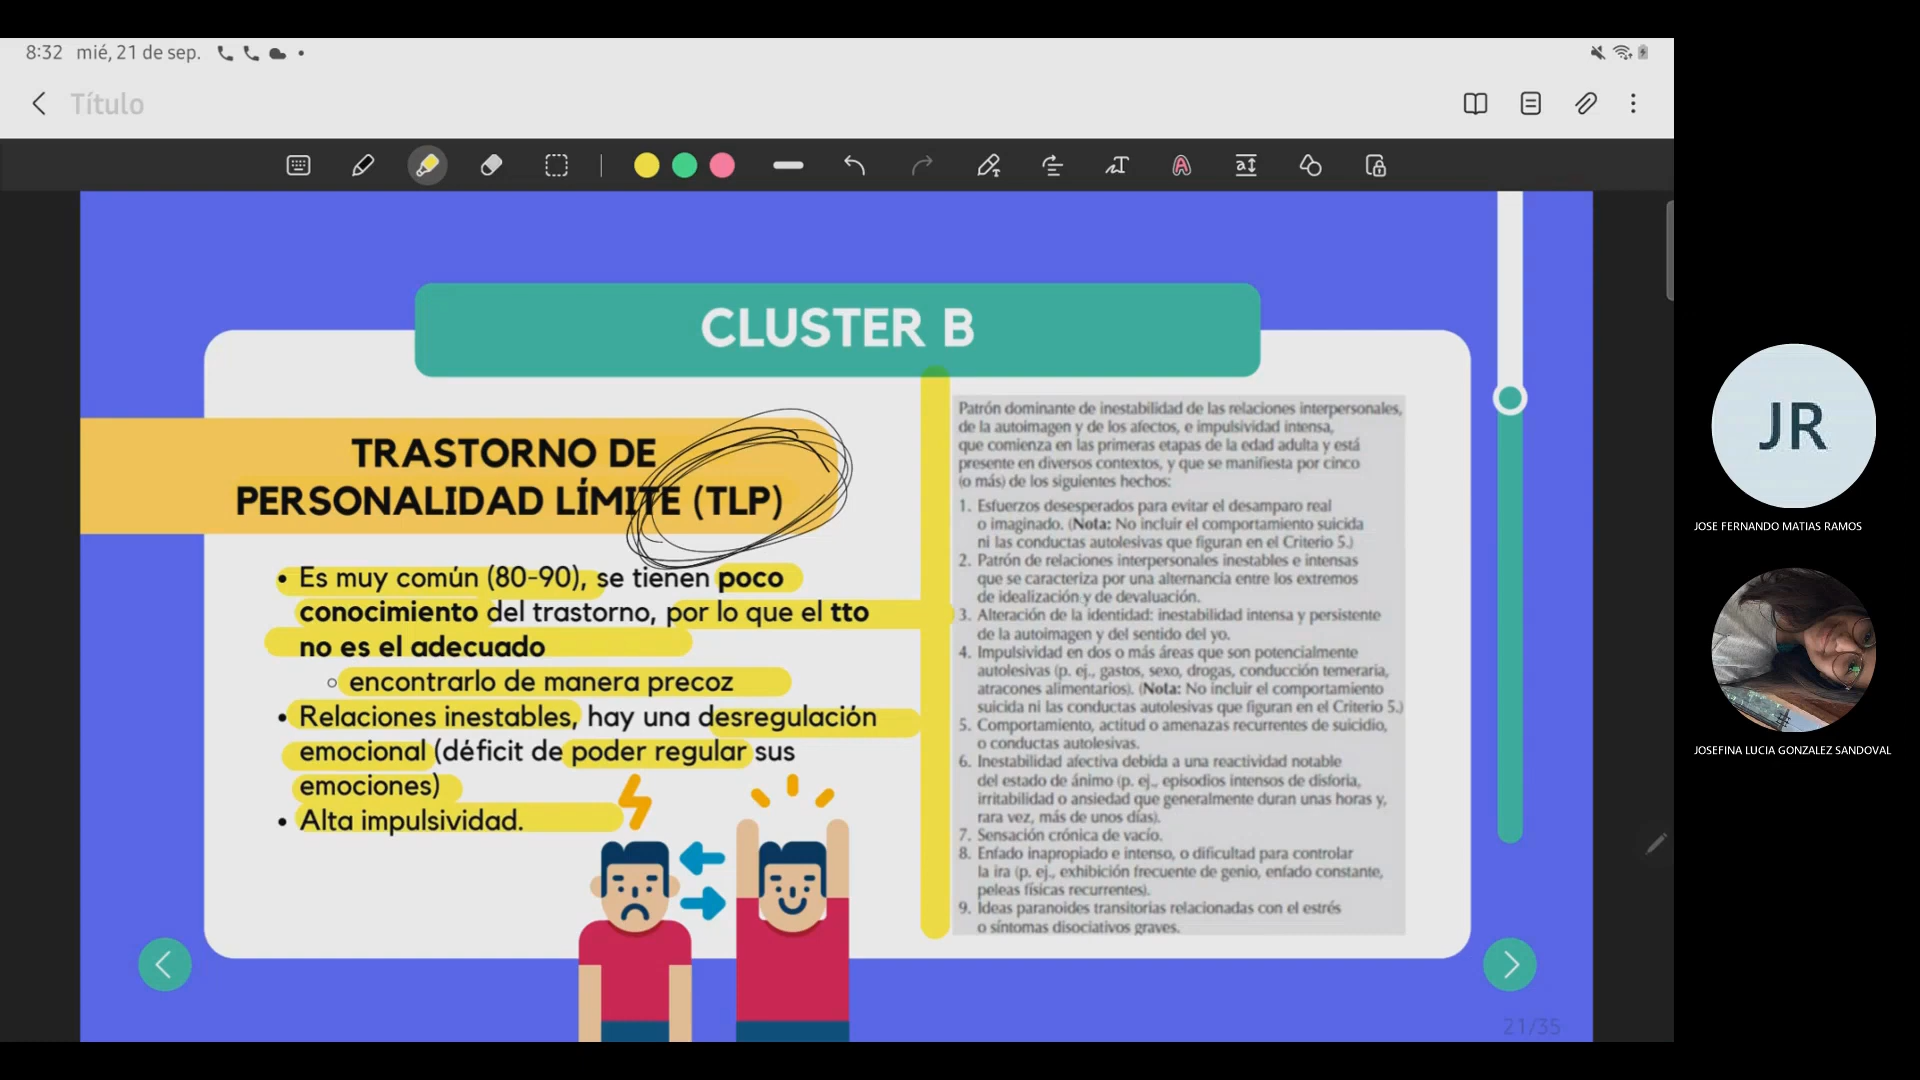 8:32 mié, 21 de sep.
Título
CLUSTER B
TRASTORNO DE
PERSONALIDAD LÍMITE (TLP)
• Es muy común (80-90), se tienen poco
conocimiento del trastorno, por lo que el tto
no es el adecuado
○ encontrarlo de manera precoz
• Relaciones inestables, hay una desregulación
emocional (déficit de poder regular sus
emociones)
• Alta impulsividad.
Patrón dominante de inestabilidad de las relaciones interpersonales,
de la autoimagen y de los afectos, e impulsividad intensa,
que comienza en las primeras etapas de la edad adulta y está
presente en diversos contextos, y que se manifiesta por cinco
(o más) de los siguientes hechos:
1. Esfuerzos desesperados para evitar el desamparo real
o imaginado. (Nota: No incluir el comportamiento suicida
ni las conductas autolesivas que figuran en el Criterio 5.)
2. Patrón de relaciones interpersonales inestables e intensas
que se caracteriza por una alternancia entre los extremos
de idealización y de devaluación.
3. Alteración de la identidad: inestabilidad intensa y persistente
de la autoimagen y del sentido del yo.
4. Impulsividad en dos o más áreas que son potencialmente
autolesivas (p. ej., gastos, sexo, drogas, conducción temeraria,
atracones alimentarios). (Nota: No incluir el comportamiento
suicida ni las conductas autolesivas que figuran en el Criterio 5.)
5. Comportamiento, actitud o amenazas recurrentes de suicidio,
o conductas autolesivas.
6. Inestabilidad afectiva debida a una reactividad notable
del estado de ánimo (p. ej., episodios intensos de disforia,
irritabilidad o ansiedad que generalmente duran unas horas y,
rara vez, más de unos días).
7. Sensación crónica de vacío.
8. Enfado inapropiado e intenso, o dificultad para controlar
la ira (p. ej., exhibición frecuente de genio, enfado constante,
peleas físicas recurrentes).
9. Ideas paranoides transitorias relacionadas con el estrés
o síntomas disociativos graves.
21/35
JR
JOSE FERNANDO MATIAS RAMOS
JOSEFINA LUCIA GONZALEZ SANDOVAL